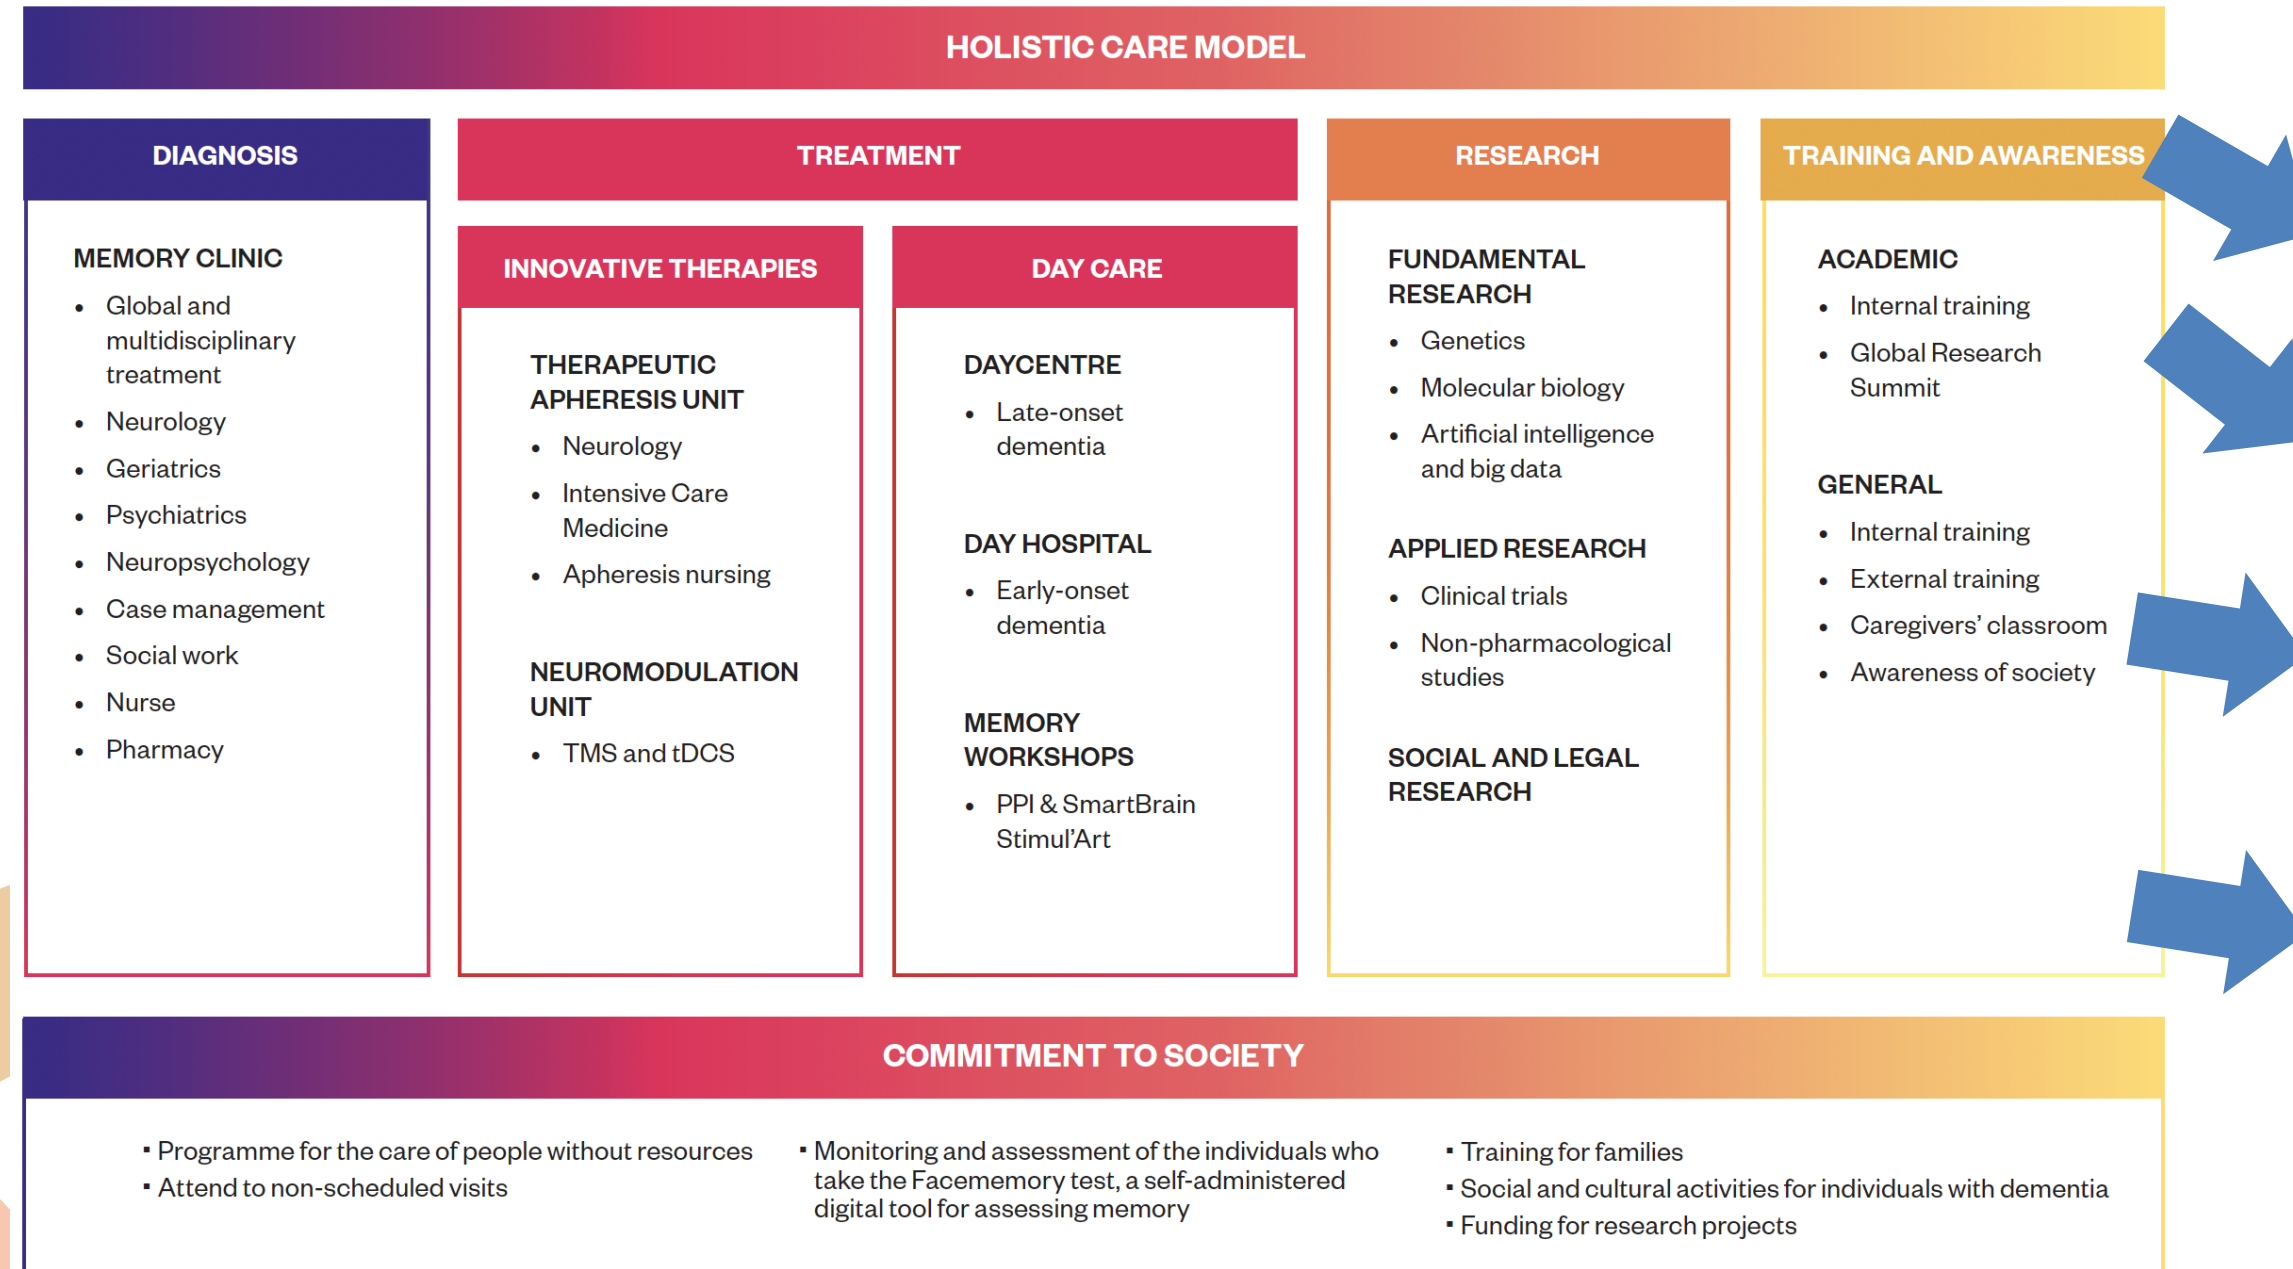 HOLISTIC CARE MODEL
DIAGNOSIS
MEMORY CLINIC
• Global and
multidisciplinary
treatment
• Neurology
• Geriatrics
• Psychiatrics
• Neuropsychology
• Case management
• Social work
• Nurse
• Pharmacy
TREATMENT
INNOVATIVE THERAPIES
THERAPEUTIC
APHERESIS UNIT
• Neurology
• Intensive Care
Medicine
• Apheresis nursing
NEUROMODULATION
UNIT
• TMS and tDCS
DAY CARE
DAYCENTRE
• Late-onset
dementia
DAY HOSPITAL
• Early-onset
dementia
MEMORY
WORKSHOPS
• PPI & SmartBrain
Stimul’Art
RESEARCH
FUNDAMENTAL
RESEARCH
• Genetics
• Molecular biology
• Artificial intelligence
and big data
APPLIED RESEARCH
• Clinical trials
• Non-pharmacological
studies
SOCIAL AND LEGAL
RESEARCH
TRAINING AND AWARENESS
ACADEMIC
• Internal training
• Global Research
Summit
GENERAL
• Internal training
• External training
• Caregivers’ classroom
• Awareness of society
COMMITMENT TO SOCIETY
▪ Programme for the care of people without resources
▪ Attend to non-scheduled visits
▪ Monitoring and assessment of the individuals who
take the Facememory test, a self-administered
digital tool for assessing memory
▪ Training for families
▪ Social and cultural activities for individuals with dementia
▪ Funding for research projects